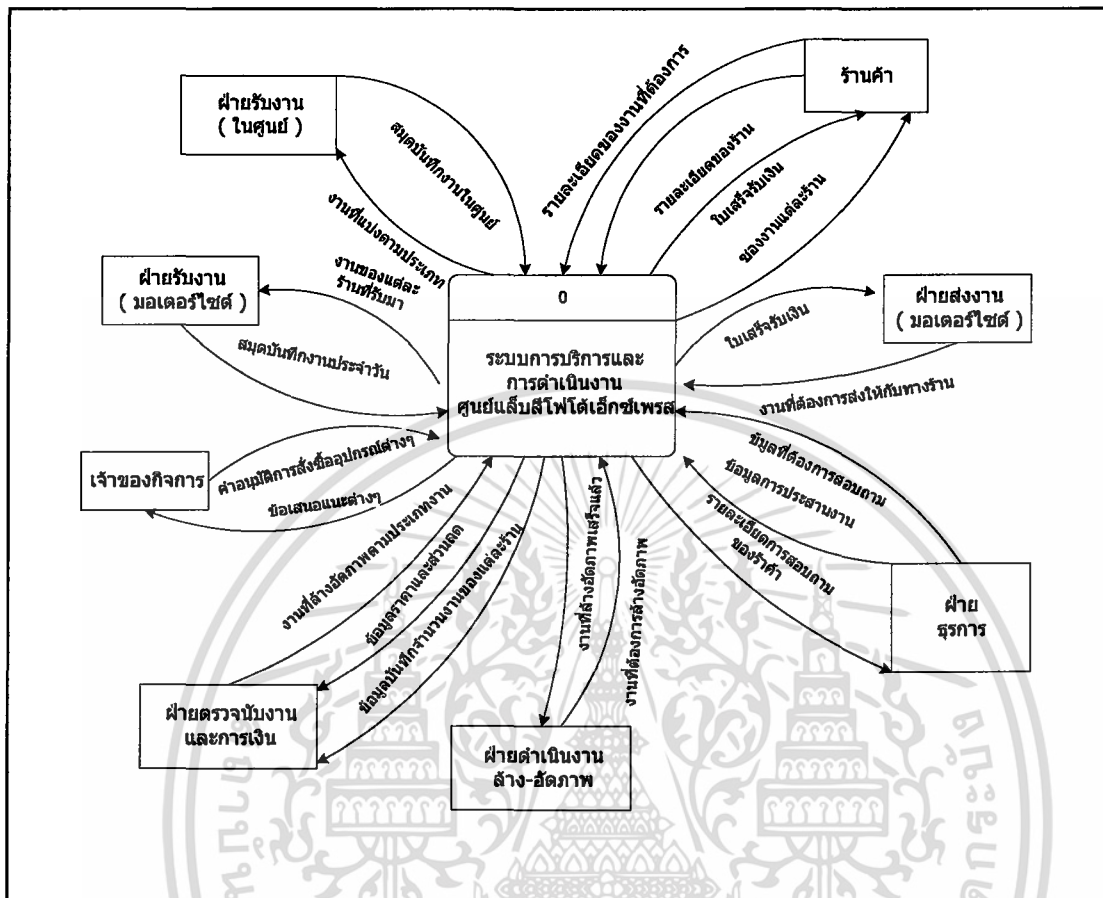 ฝ่ายรับงาน
( ในศูนย์ )
ร้านค้า
สมุดบันทึกงานในศูนย์
งานที่แบ่งตามประเภท
รายละเอียดของงานที่ต้องการ
รายละเอียดของร้าน
ใบเสร็จรับเงิน
ซองงานแต่ละร้าน
ฝ่ายรับงาน
( มอเตอร์ไซด์ )
งานของแต่ละ
ร้านที่รับมา
สมุดบันทึกงานประจำวัน
0
ระบบการบริการและ
การดำเนินงาน
ศูนย์แล็บสีโฟโต้เอ็กซ์เพรส
ใบเสร็จรับเงิน
ฝ่ายส่งงาน
( มอเตอร์ไซด์ )
งานที่ต้องการส่งให้กับทางร้าน
เจ้าของกิจการ
คำอนุมัติการสั่งซื้ออุปกรณ์ต่างๆ
ข้อเสนอแนะต่างๆ
ข้มูลที่ต้องการสอบถาม
ข้อมูลการประสานงาน
รายละเอียดการสอบถาม
ของร้าค้า
ฝ่าย
ธุรการ
งานที่ล้างอัดภาพตามประเภทงาน
ข้อมูลราคาและส่วนลด
ข้อมูลบันทึกจำนวนงานของแต่ละร้าน
งานที่ล้างอัดภาพเสร็จแล้ว
งานที่ต้องการล้างอัดภาพ
ฝ่ายตรวจนับงาน
และการเงิน
ฝ่ายดำเนินงาน
ล้าง-อัดภาพ